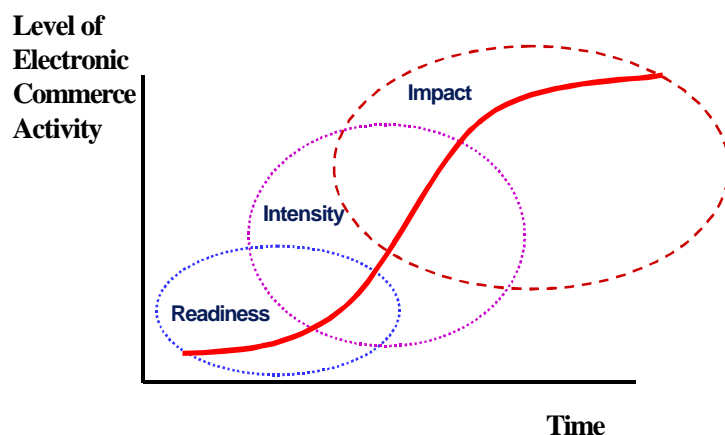 Level of
Electronic
Commerce
Activity
Impact
Intensity
Readiness
Time